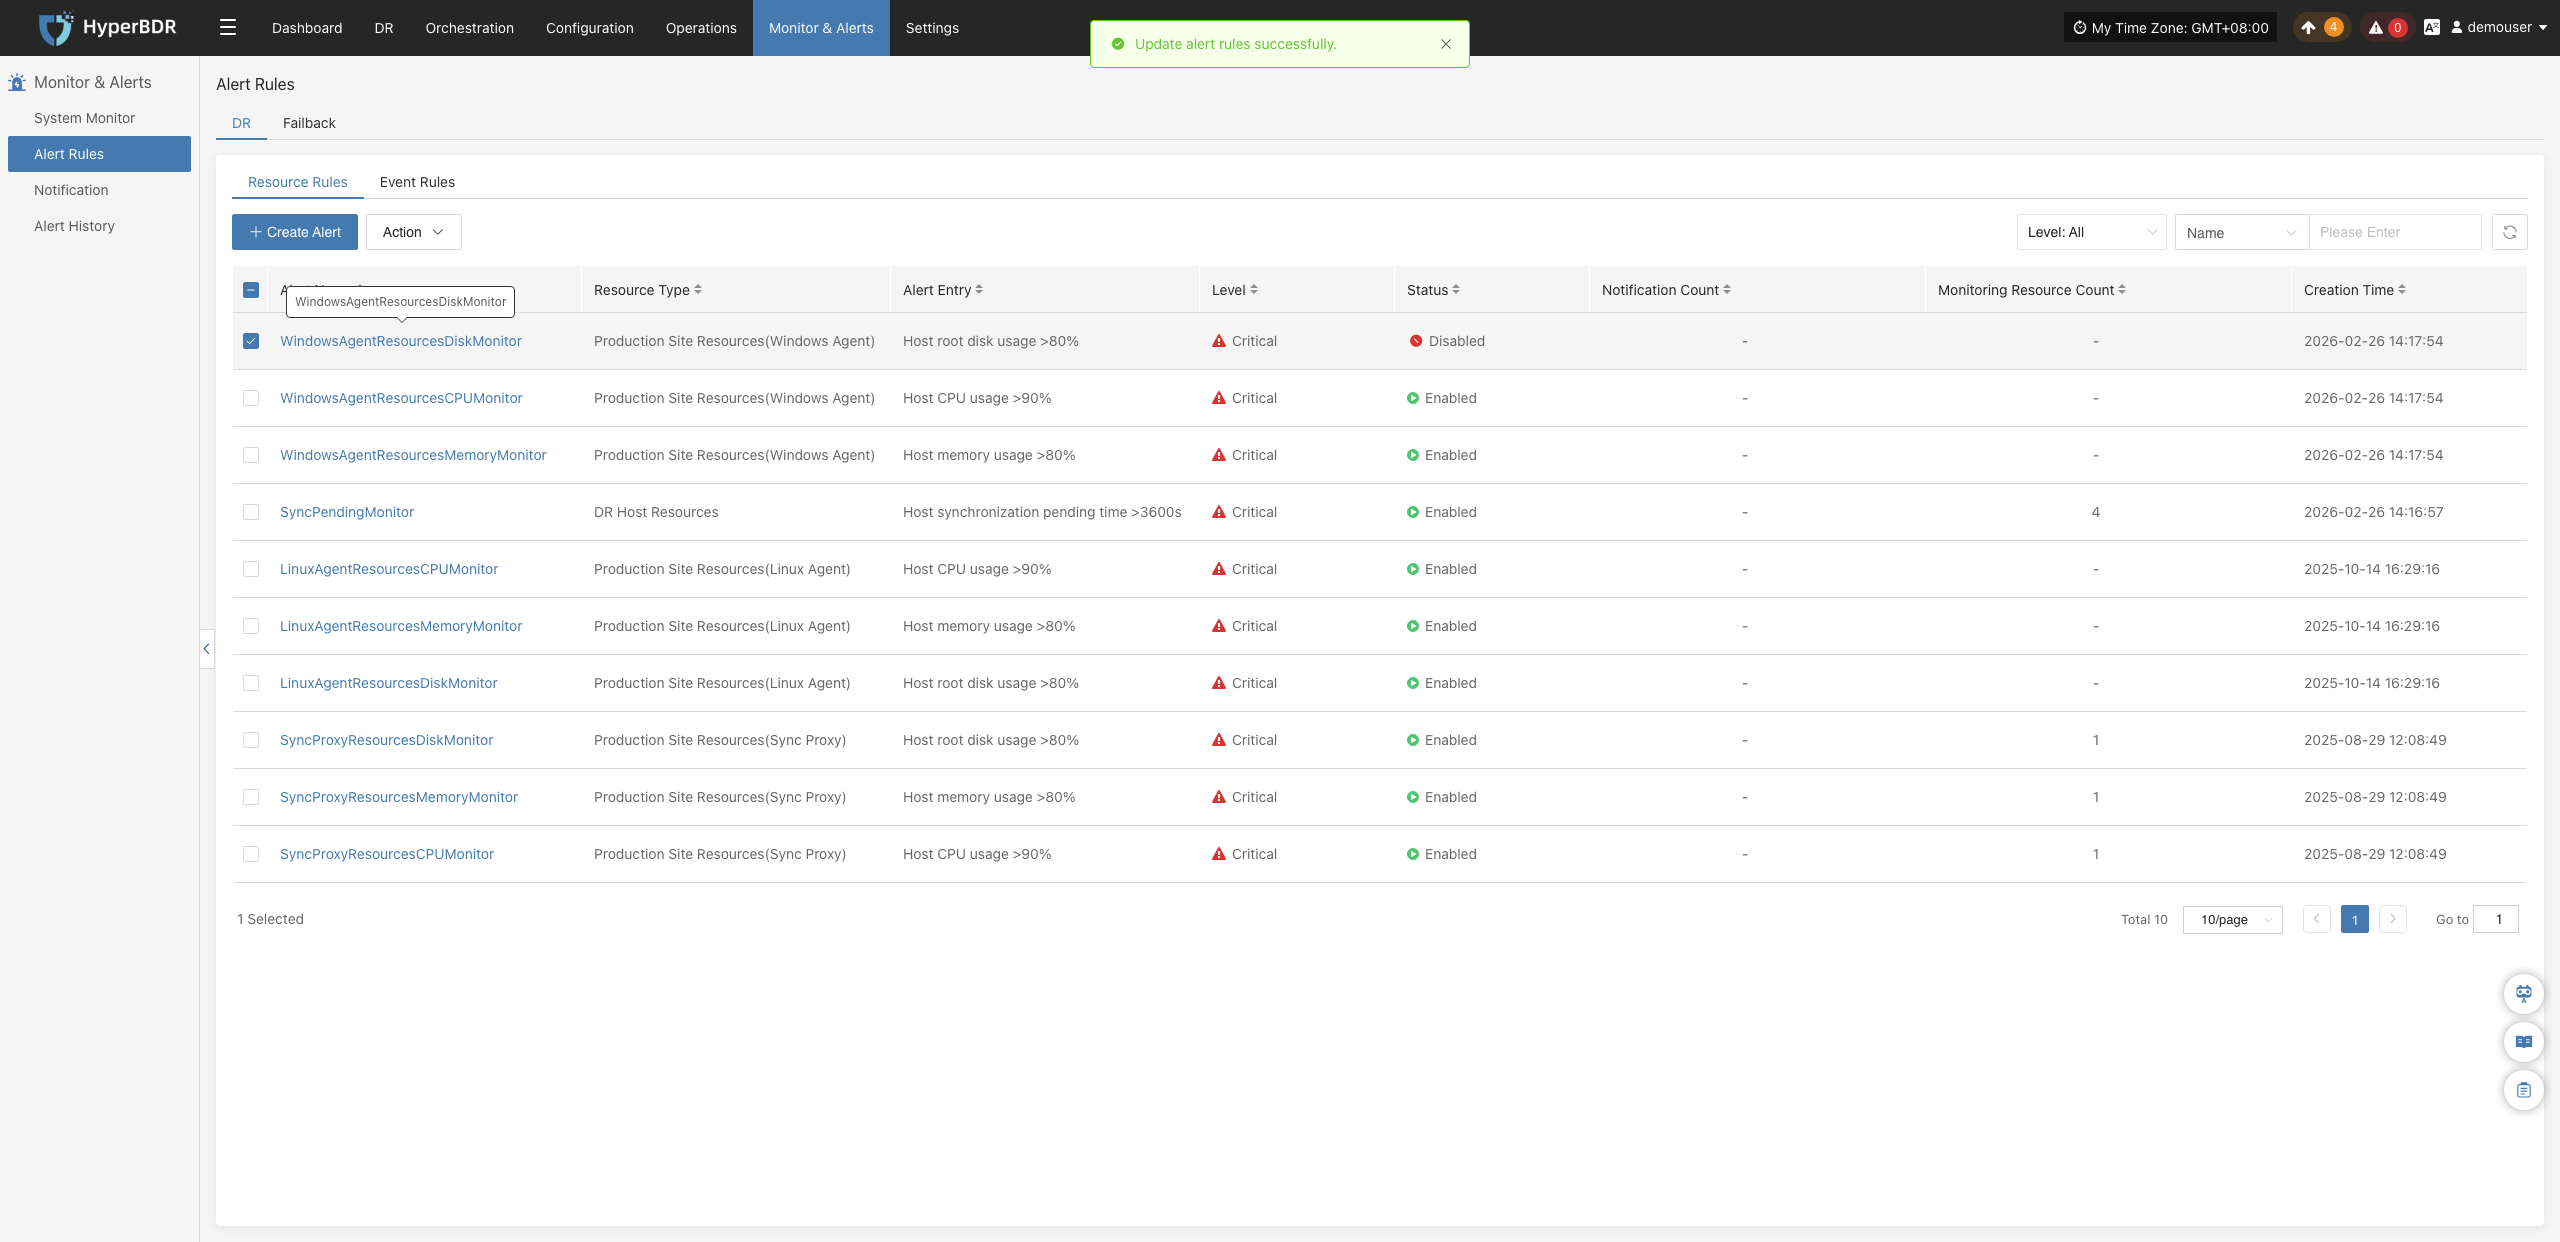 HyperBDR
Dashboard DR Orchestration Configuration Operations Monitor & Alerts Settings
Update alert rules successfully.
My Time Zone: GMT+08:00 4 0 demouser
Monitor & Alerts
System Monitor
Alert Rules
Notification
Alert History
Alert Rules
DR Failback
Resource Rules Event Rules
Create Alert Action Level: All Name Please Enter
WindowsAgentResourcesDiskMonitor
Resource Type Alert Entry Level Status Notification Count Monitoring Resource Count Creation Time
WindowsAgentResourcesDiskMonitor Production Site Resources(Windows Agent) Host root disk usage >80% Critical Disabled - - 2026-02-26 14:17:54
WindowsAgentResourcesCPUMonitor Production Site Resources(Windows Agent) Host CPU usage >90% Critical Enabled - - 2026-02-26 14:17:54
WindowsAgentResourcesMemoryMonitor Production Site Resources(Windows Agent) Host memory usage >80% Critical Enabled - - 2026-02-26 14:17:54
SyncPendingMonitor DR Host Resources Host synchronization pending time >3600s Critical Enabled - 4 2026-02-26 14:16:57
LinuxAgentResourcesCPUMonitor Production Site Resources(Linux Agent) Host CPU usage >90% Critical Enabled - - 2025-10-14 16:29:16
LinuxAgentResourcesMemoryMonitor Production Site Resources(Linux Agent) Host memory usage >80% Critical Enabled - - 2025-10-14 16:29:16
LinuxAgentResourcesDiskMonitor Production Site Resources(Linux Agent) Host root disk usage >80% Critical Enabled - - 2025-10-14 16:29:16
SyncProxyResourcesDiskMonitor Production Site Resources(Sync Proxy) Host root disk usage >80% Critical Enabled - 1 2025-08-29 12:08:49
SyncProxyResourcesMemoryMonitor Production Site Resources(Sync Proxy) Host memory usage >80% Critical Enabled - 1 2025-08-29 12:08:49
SyncProxyResourcesCPUMonitor Production Site Resources(Sync Proxy) Host CPU usage >90% Critical Enabled - 1 2025-08-29 12:08:49
1 Selected Total 10 10/page 1 Go to 1